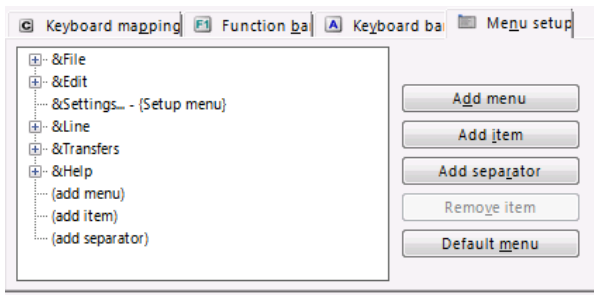 Keyboard mapping Function ba Keyboard ba Menu setup
&File
&Edit
&Settings... - {Setup menu}
&Line
&Transfers
&Help
(add menu)
(add item)
(add separator)
Add menu
Add item
Add separator
Remove item
Default menu